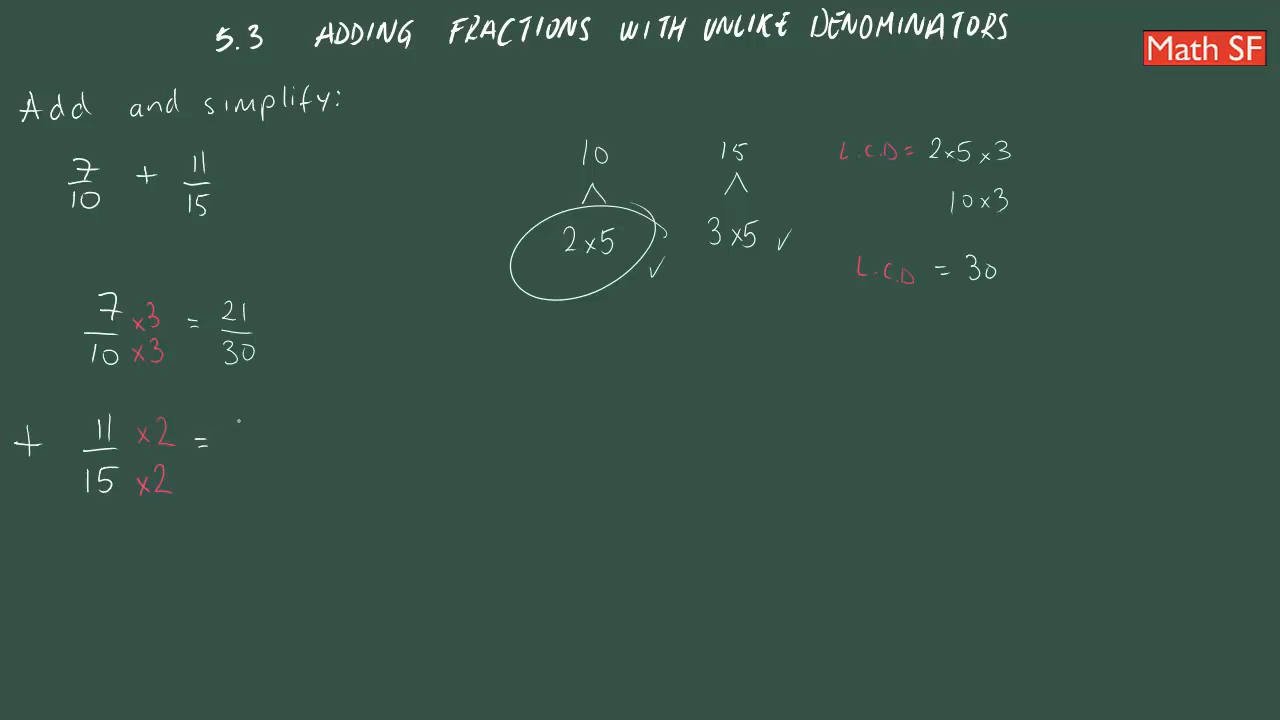 5.3 ADDING FRACTIONS WITH UNLIKE DENOMINATORS
Math SF
Add and simplify:
7/10 + 11/15
10
2×5 ✓
15
3×5 ✓
L.C.D = 2×5×3
10×3
L.C.D = 30
7/10 ×3/×3 = 21/30
+ 11/15 ×2/×2 =